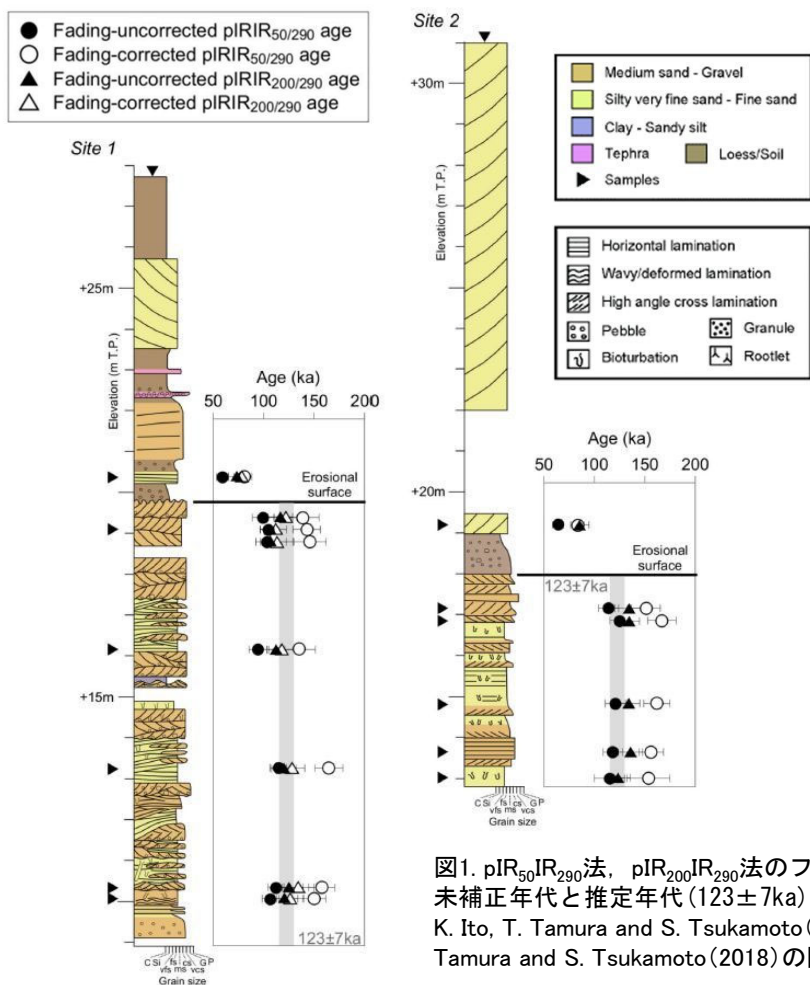 Fading-uncorrected pIRIR50/290 age
Fading-corrected pIRIR50/290 age
Fading-uncorrected pIRIR200/290 age
Fading-corrected pIRIR200/290 age
Site 1
Elevation (m T.P.)
+25m
+15m
Age (ka)
50 100 150 200
Erosional
surface
123±7ka
C Si fs cs G P
vfs ms vcs
Grain size
Site 2
+30m
Elevation (m T.P.)
+20m
Age (ka)
50 100 150 200
Erosional
surface
123±7ka
C Si fs cs G P
vfs ms vcs
Grain size
Medium sand - Gravel
Silty very fine sand - Fine sand
Clay - Sandy silt
Tephra Loess/Soil
Samples
Horizontal lamination
Wavy/deformed lamination
High angle cross lamination
Pebble Granule
Bioturbation Rootlet
図1. pIR50IR290法, pIR200IR290法のフ
未補正年代と推定年代(123±7ka)
K. Ito, T. Tamura and S. Tsukamoto(
Tamura and S. Tsukamoto(2018)の